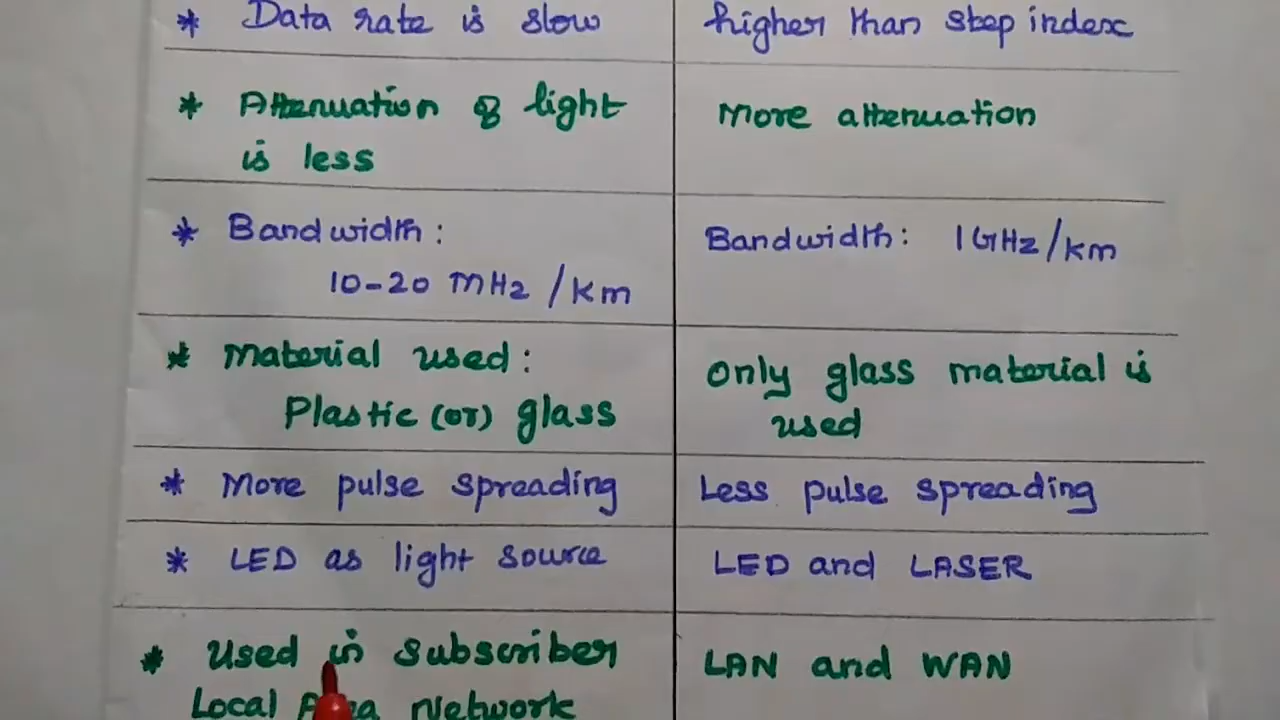 * Data rate is slow
higher than step index
* Attenuation of light
is less
More attenuation
* Bandwidth:
10-20 MHz/km
Bandwidth: 1GHz/km
* Material used:
Plastic (or) glass
only glass material is
used
* More pulse spreading
Less pulse spreading
* LED as light source
LED and LASER
* Used in subscriber
Local Area Network
LAN and WAN